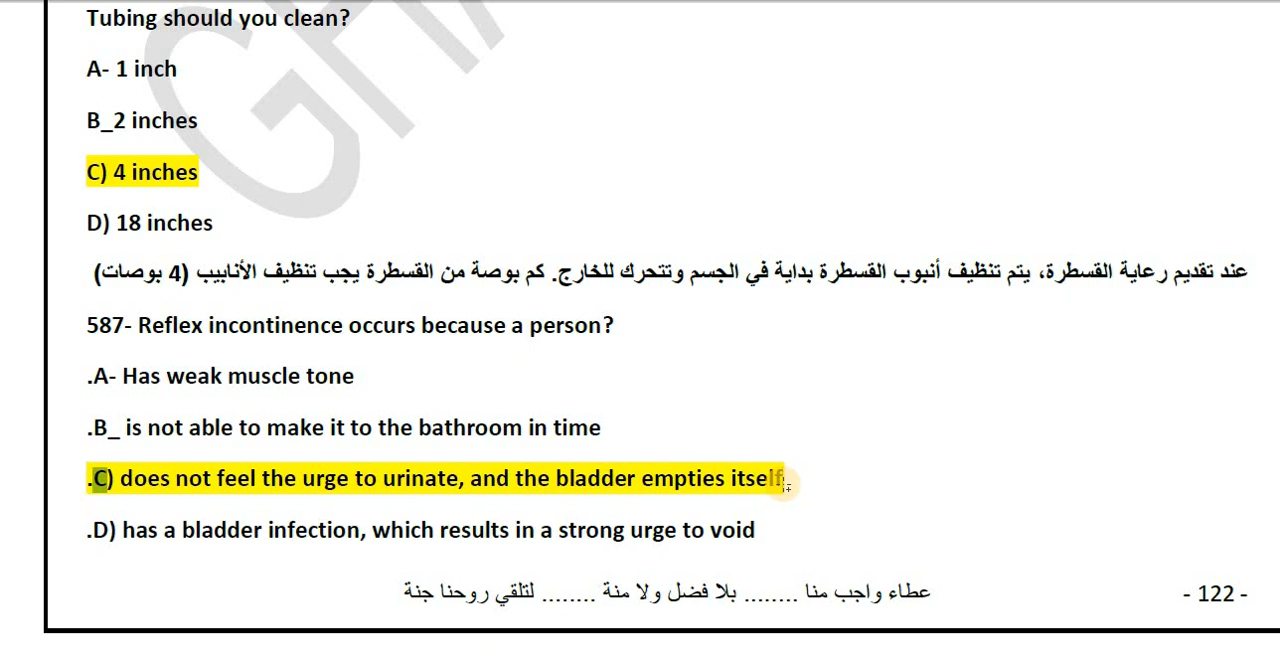 Tubing should you clean?
A- 1 inch
B_2 inches
C) 4 inches
D) 18 inches
عند تقديم رعاية القسطرة، يتم تنظيف أنبوب القسطرة بداية في الجسم وتتحرك للخارج. كم بوصة من القسطرة يجب تنظيف الأنابيب (4 بوصات)
587- Reflex incontinence occurs because a person?
.A- Has weak muscle tone
.B_ is not able to make it to the bathroom in time
.C) does not feel the urge to urinate, and the bladder empties itself
.D) has a bladder infection, which results in a strong urge to void
عطاء واجب منا ........ بلا فضل ولا منة ........ لتلقي روحنا جنة
- 122 -